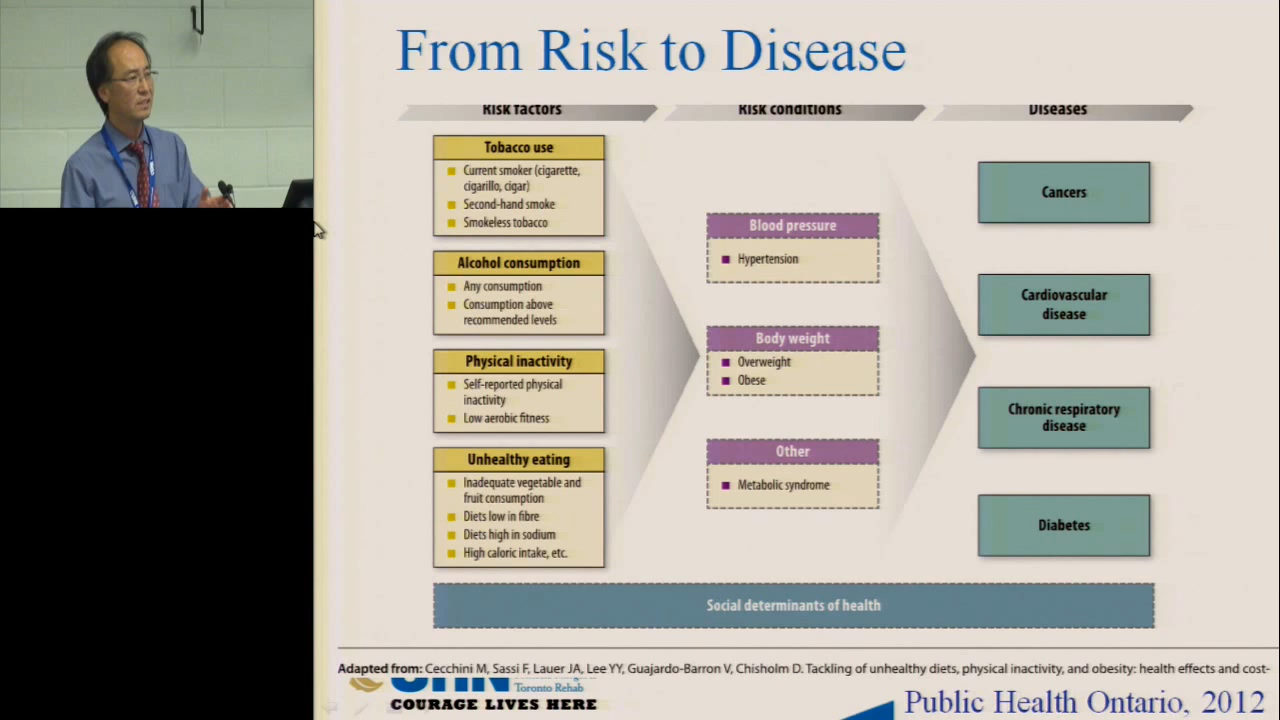 From Risk to Disease
Risk factors
Risk conditions
Diseases
Tobacco use
Current smoker (cigarette,
cigarillo, cigar)
Second-hand smoke
Smokeless tobacco
Alcohol consumption
Any consumption
Consumption above
recommended levels
Physical inactivity
Self-reported physical
inactivity
Low aerobic fitness
Unhealthy eating
Inadequate vegetable and
fruit consumption
Diets low in fibre
Diets high in sodium
High caloric intake, etc.
Blood pressure
Hypertension
Body weight
Overweight
Obese
Other
Metabolic syndrome
Cancers
Cardiovascular
disease
Chronic respiratory
disease
Diabetes
Social determinants of health
Adapted from: Cecchini M, Sassi F, Lauer JA, Lee YY, Guajardo-Barron V, Chisholm D. Tackling of unhealthy diets, physical inactivity, and obesity: health effects and cost-
UHN
Toronto Rehab
COURAGE LIVES HERE
Public Health Ontario, 2012